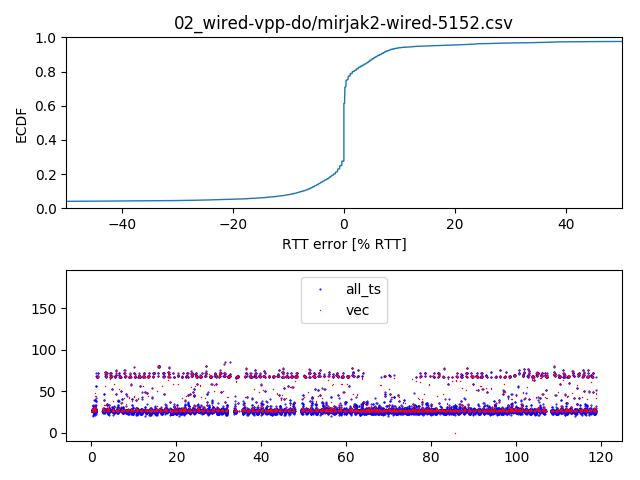 02_wired-vpp-do/mirjak2-wired-5152.csv
1.0
0.8
0.6
0.4
0.2
0.0
ECDF
−40 −20 0 20 40
RTT error [% RTT]
all_ts
vec
150
100
50
0
0 20 40 60 80 100 120